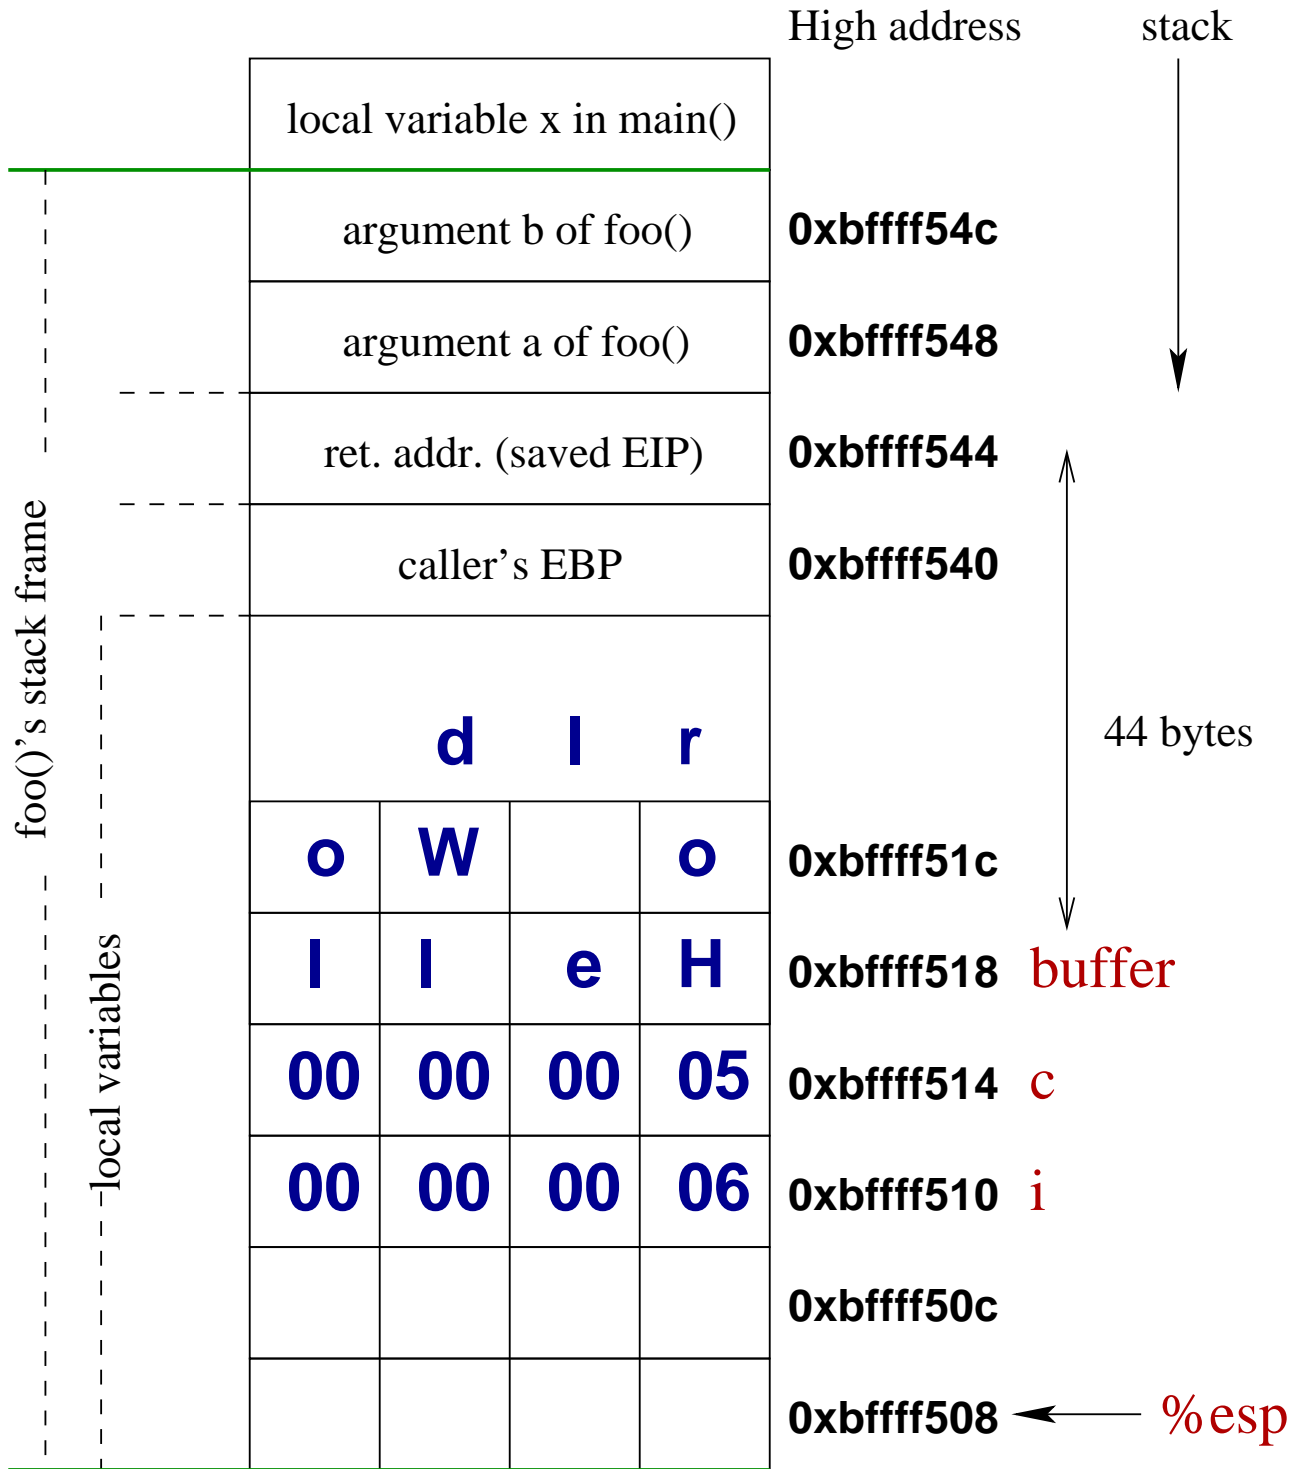 High address stack
local variable x in main()
argument b of foo() 0xbffff54c
argument a of foo() 0xbffff548
ret. addr. (saved EIP) 0xbffff544
caller's EBP 0xbffff540
foo()'s stack frame
d l r 44 bytes
o W o 0xbffff51c
local variables
l l e H 0xbffff518 buffer
00 00 00 05 0xbffff514 c
00 00 00 06 0xbffff510 i
0xbffff50c
0xbffff508 %esp